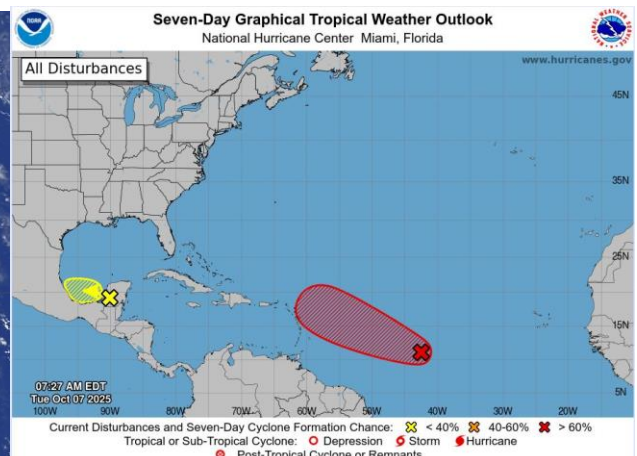 Seven-Day Graphical Tropical Weather Outlook
National Hurricane Center Miami, Florida
www.hurricanes.gov
All Disturbances
45N
35N
25N
15N
5N
07:27 AM EDT
Tue Oct 07 2025
100W 90W 80W 70W 60W 50W 40W 30W 20W
Current Disturbances and Seven-Day Cyclone Formation Chance: < 40% 40-60% > 60%
Tropical or Sub-Tropical Cyclone: Depression Storm Hurricane
Post-Tropical Cyclone or Remnants